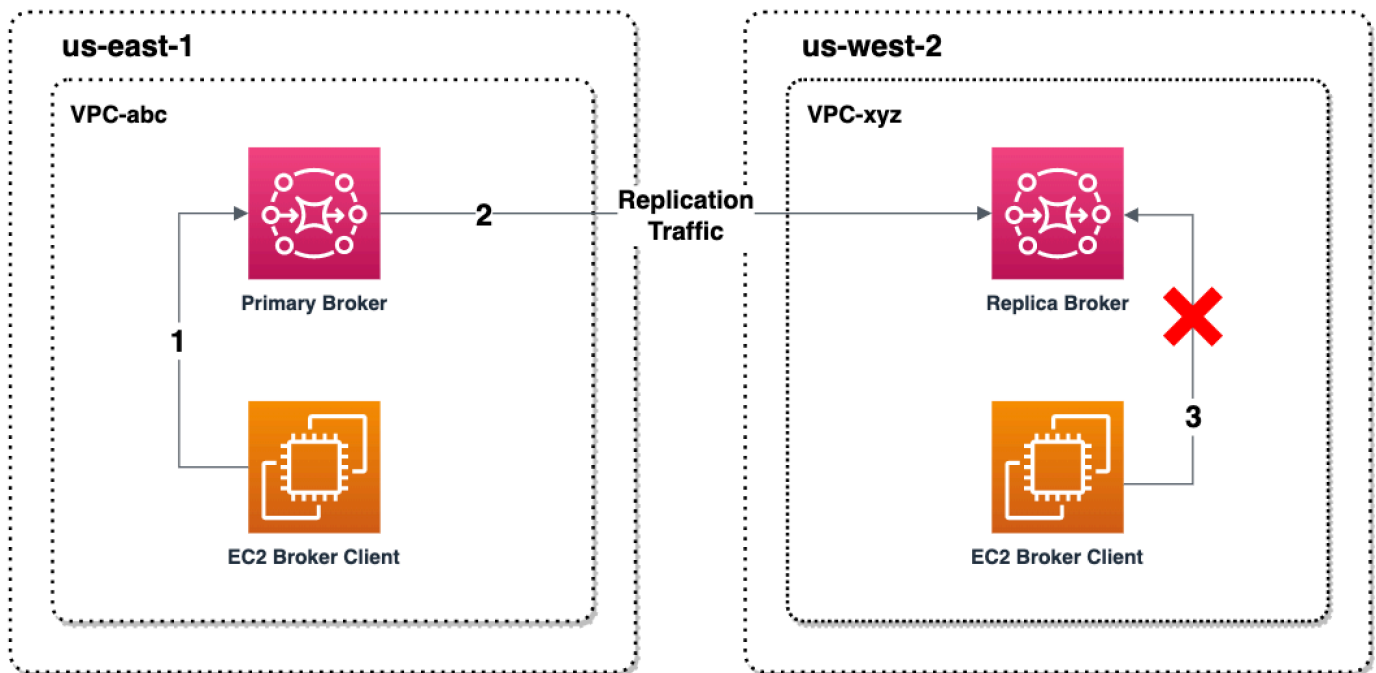 us-east-1
us-west-2
VPC-abc
VPC-xyz
2
Replication
Traffic
Primary Broker
Replica Broker
1
3
EC2 Broker Client
EC2 Broker Client